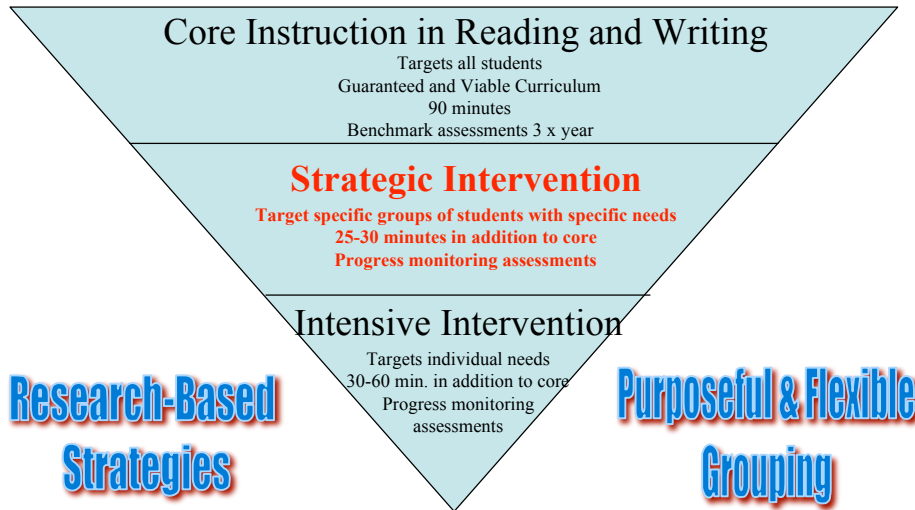 Core Instruction in Reading and Writing
Targets all students
Guaranteed and Viable Curriculum
90 minutes
Benchmark assessments 3 x year
Strategic Intervention
Target specific groups of students with specific needs
25-30 minutes in addition to core
Progress monitoring assessments
Intensive Intervention
Targets individual needs
30-60 min. in addition to core
Progress monitoring
assessments
Research-Based
Strategies
Purposeful & Flexible
Grouping